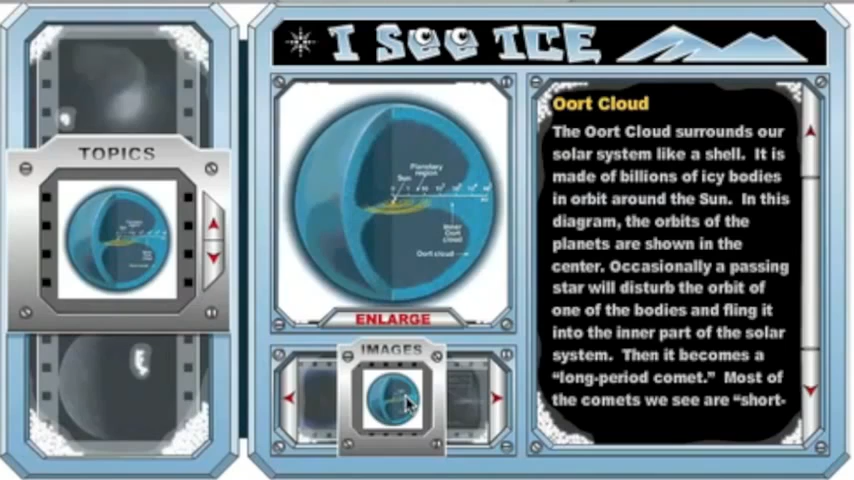 I See ICE
TOPICS
Planetary
region
Sun
Inner
Oort
cloud
Oort cloud
ENLARGE
IMAGES
Oort Cloud
The Oort Cloud surrounds our
solar system like a shell. It is
made of billions of icy bodies
in orbit around the Sun. In this
diagram, the orbits of the
planets are shown in the
center. Occasionally a passing
star will disturb the orbit of
one of the bodies and fling it
into the inner part of the solar
system. Then it becomes a
“long-period comet.” Most of
the comets we see are “short-